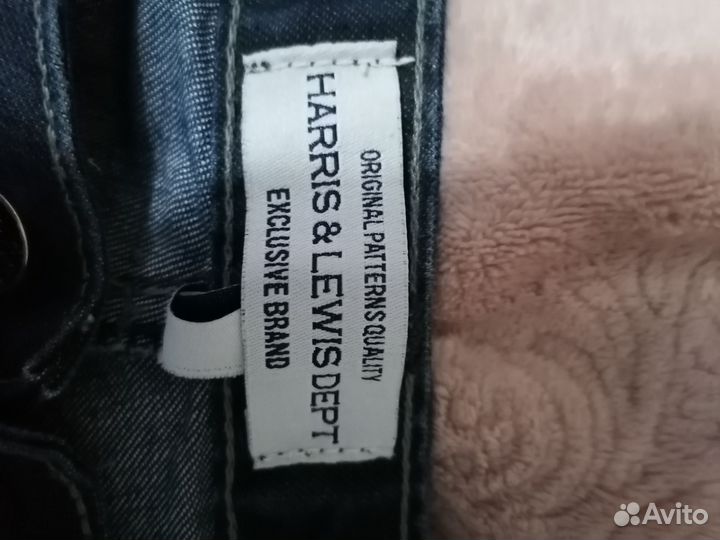 ORIGINAL PATTERNS QUALITY
HARRIS & LEWIS DEPT
EXCLUSIVE BRAND
Avito